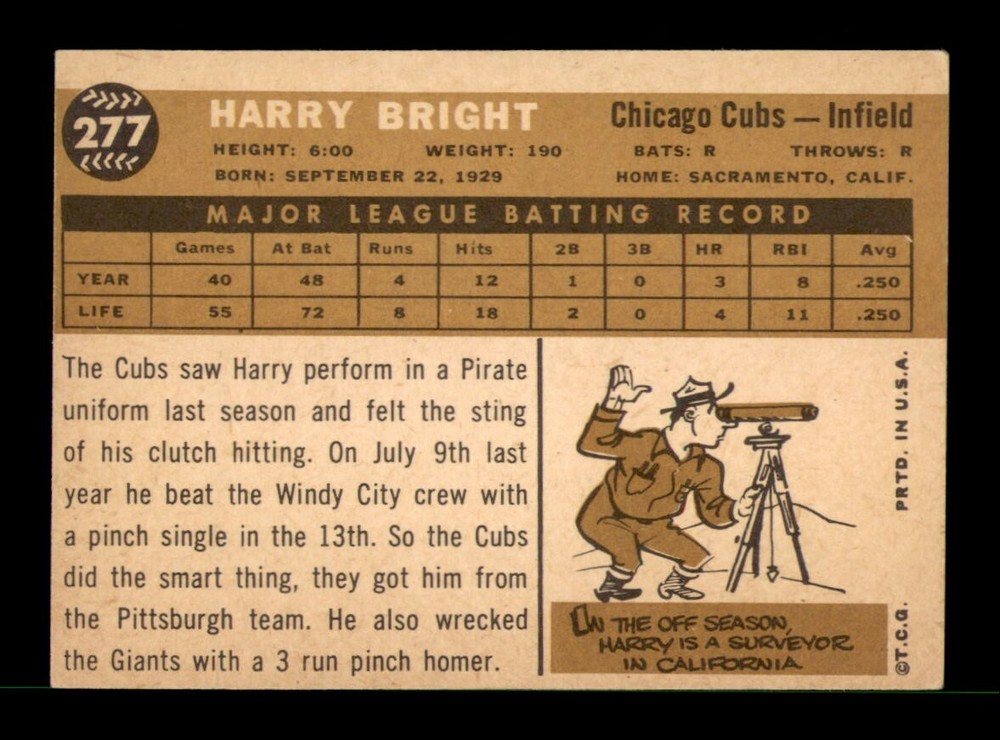 277
HARRY BRIGHT
Chicago Cubs — Infield
HEIGHT: 6:00 WEIGHT: 190 BATS: R THROWS: R
BORN: SEPTEMBER 22, 1929 HOME: SACRAMENTO, CALIF.
MAJOR LEAGUE BATTING RECORD
Games At Bat Runs Hits 2B 3B HR RBI Avg
YEAR 40 48 4 12 1 0 3 8 .250
LIFE 55 72 8 18 2 0 4 11 .250
The Cubs saw Harry perform in a Pirate
uniform last season and felt the sting
of his clutch hitting. On July 9th last
year he beat the Windy City crew with
a pinch single in the 13th. So the Cubs
did the smart thing, they got him from
the Pittsburgh team. He also wrecked
the Giants with a 3 run pinch homer.
IN THE OFF SEASON,
HARRY IS A SURVEYOR
IN CALIFORNIA
©T.C.G. PRTD. IN U.S.A.